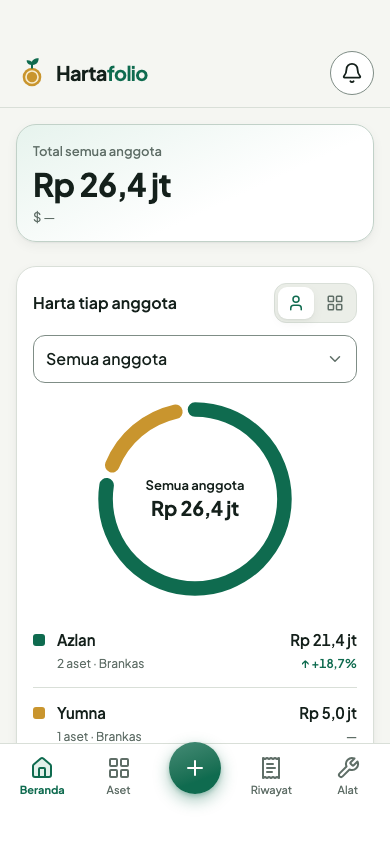 Hartafolio
Total semua anggota
Rp 26,4 jt
$ —
Harta tiap anggota
Semua anggota
Semua anggota
Rp 26,4 jt
Azlan
Rp 21,4 jt
2 aset · Brankas
↑ +18,7%
Yumna
Rp 5,0 jt
1 aset · Brankas
—
Beranda
Aset
Riwayat
Alat